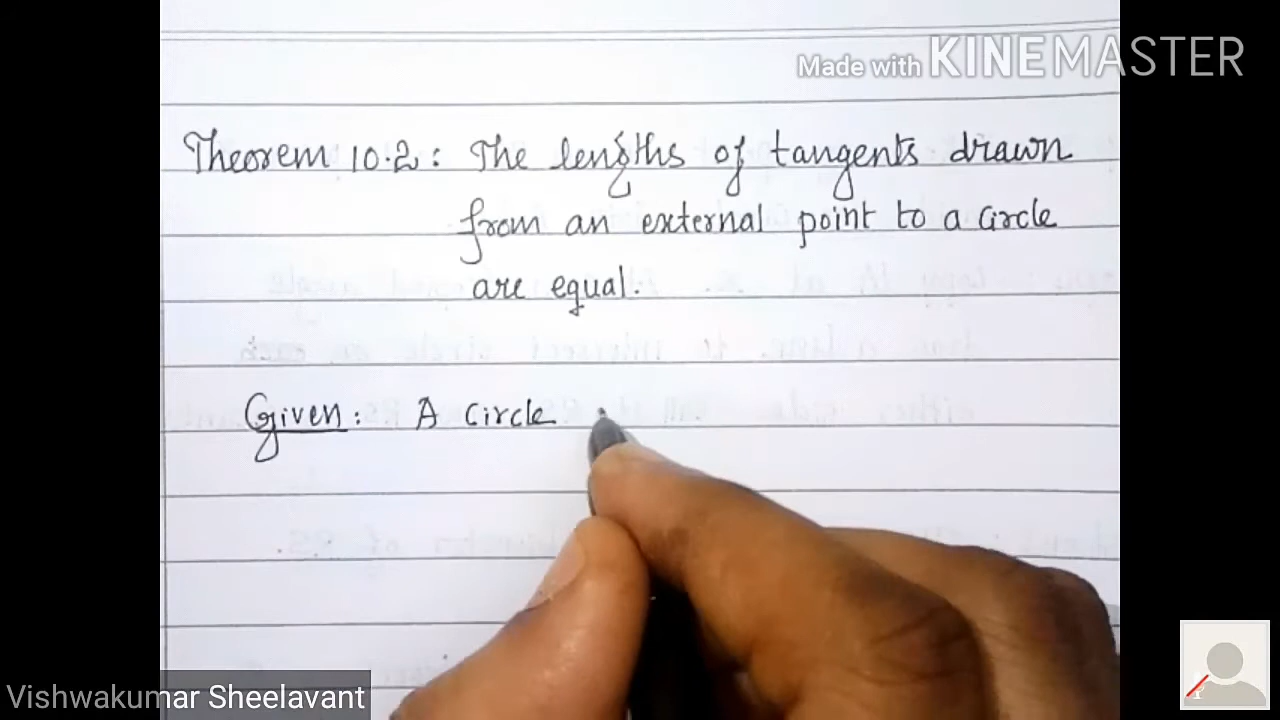 Made with KINEMASTER
Theorem 10.2: The lengths of tangents drawn
from an external point to a circle
are equal.
Given: A circle
Vishwakumar Sheelavant